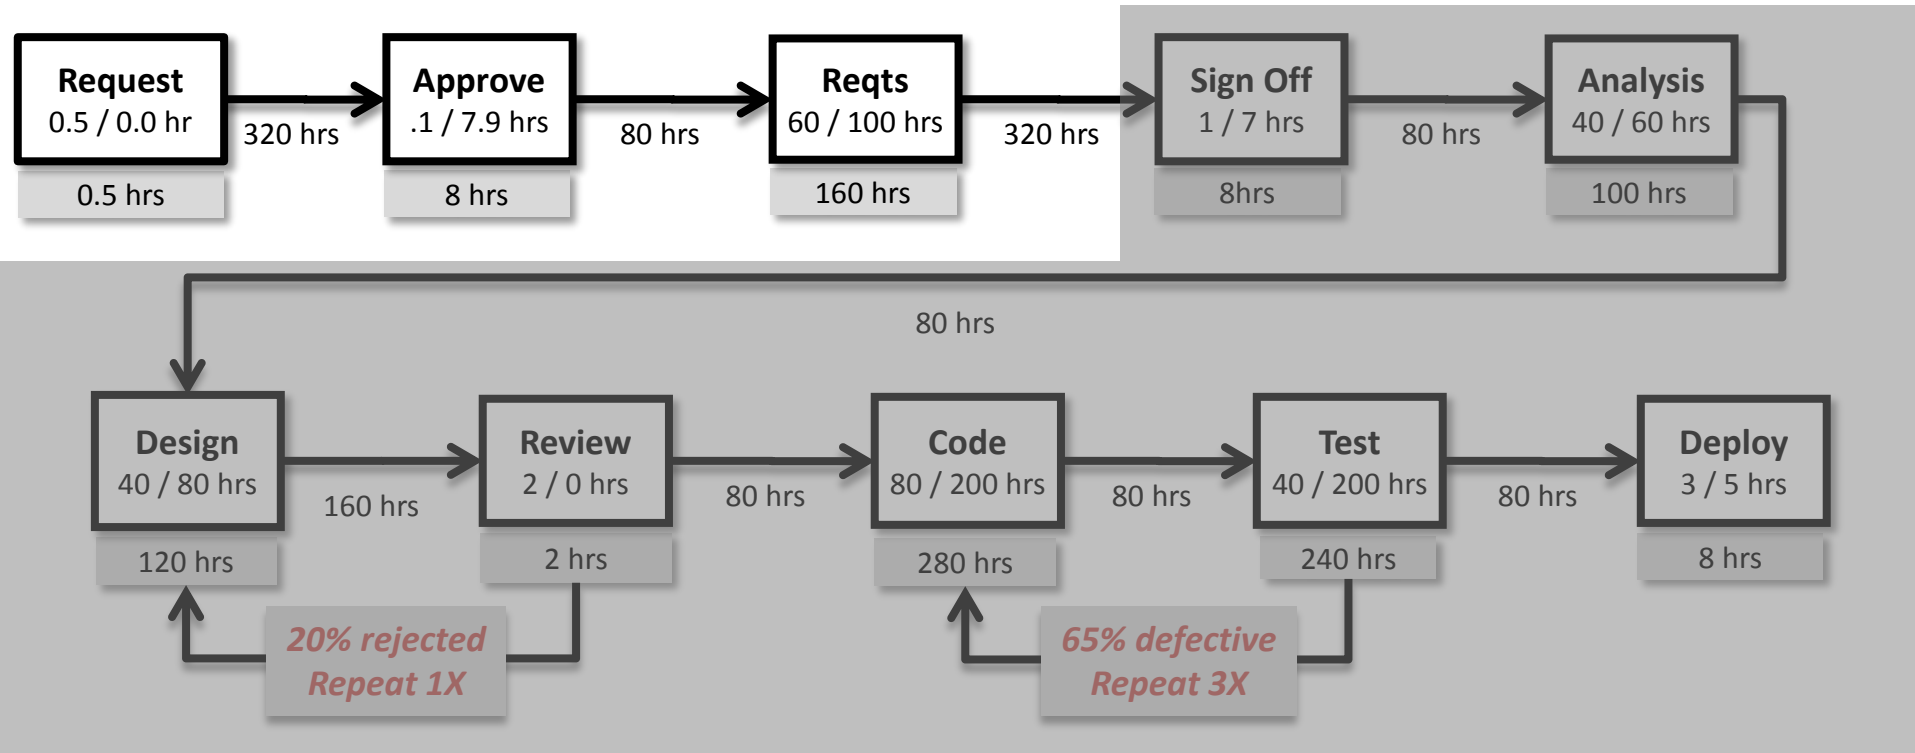 Request
0.5 / 0.0 hr
0.5 hrs
320 hrs
Approve
.1 / 7.9 hrs
8 hrs
80 hrs
Reqts
60 / 100 hrs
160 hrs
320 hrs
Sign Off
1 / 7 hrs
8hrs
80 hrs
Analysis
40 / 60 hrs
100 hrs
80 hrs
Design
40 / 80 hrs
120 hrs
160 hrs
Review
2 / 0 hrs
2 hrs
20% rejected
Repeat 1X
80 hrs
Code
80 / 200 hrs
280 hrs
80 hrs
Test
40 / 200 hrs
240 hrs
65% defective
Repeat 3X
80 hrs
Deploy
3 / 5 hrs
8 hrs